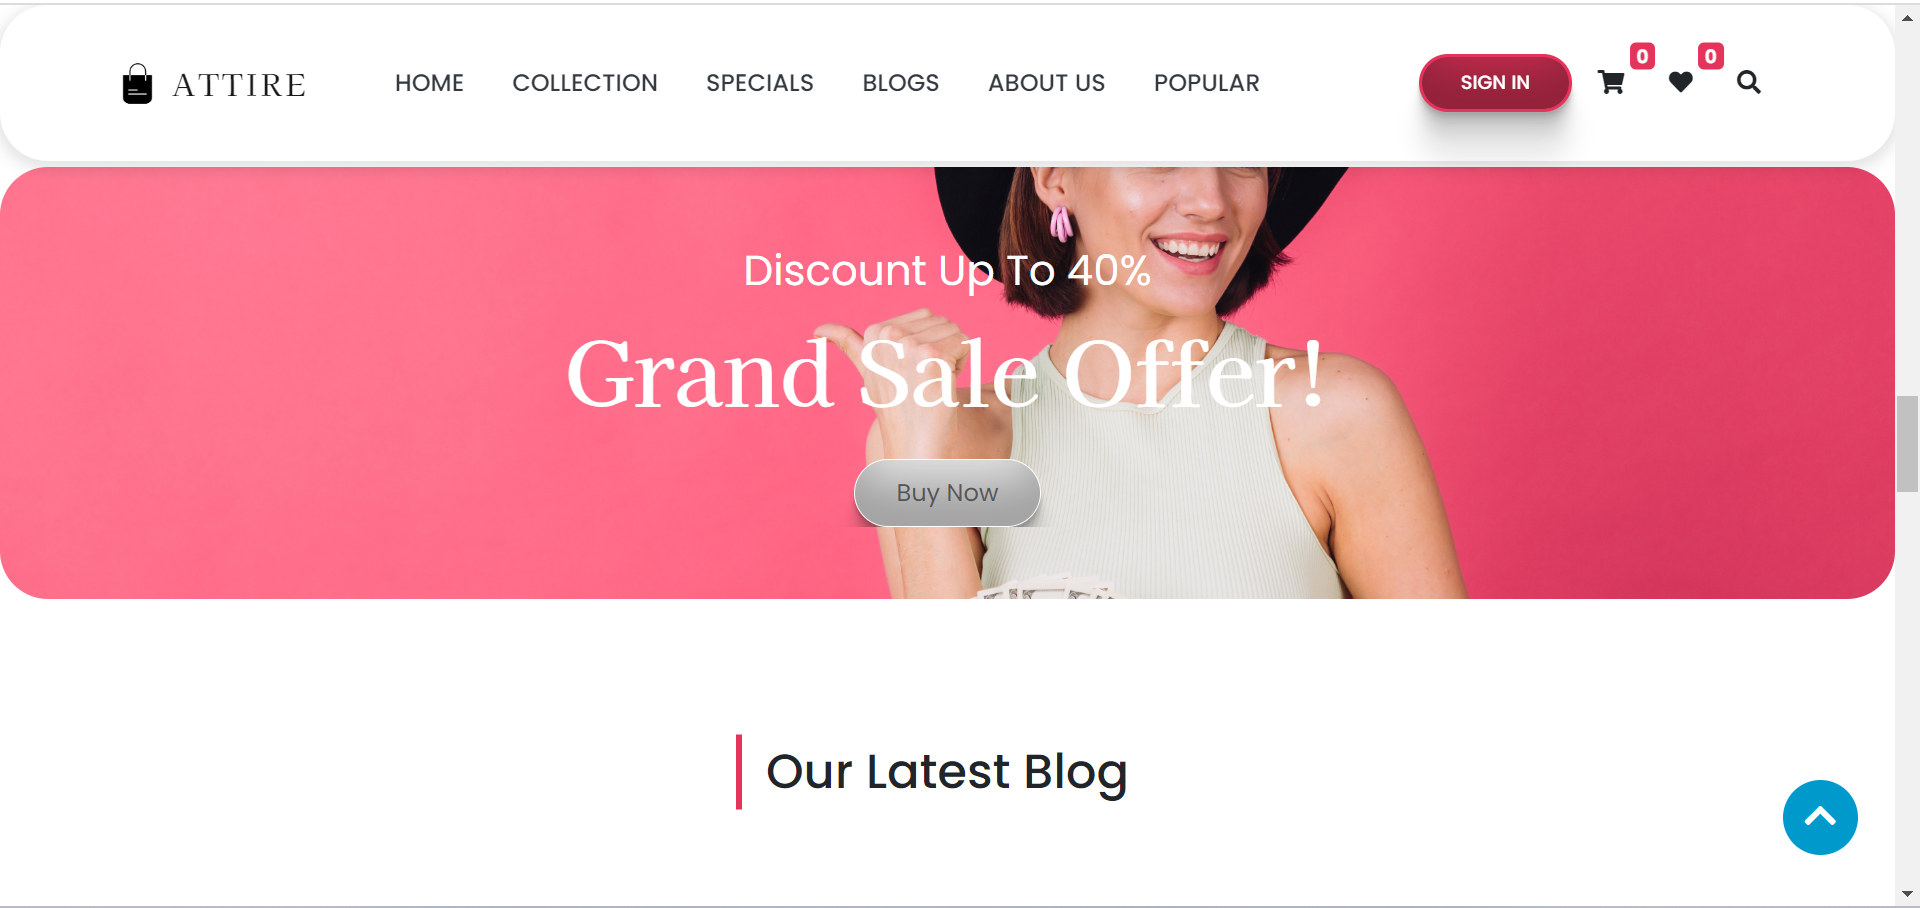 ATTIRE HOME COLLECTION SPECIALS BLOGS ABOUT US POPULAR SIGN IN 0 0
Discount Up To 40%
Grand Sale Offer!
Buy Now
Our Latest Blog